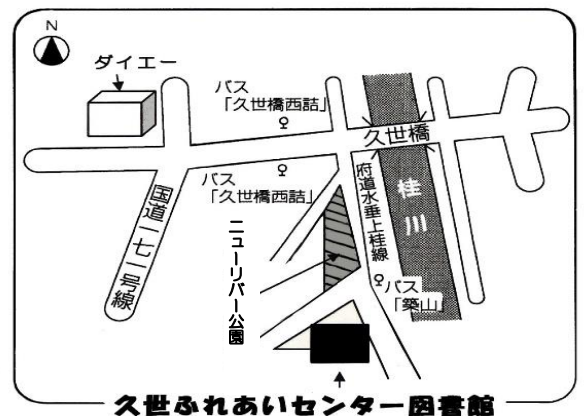 N
ダイエー
バス
「久世橋西詰」
久世橋
バス
「久世橋西詰」
国道一七一号線
ニューリバー公園
府道水垂上桂線
桂川
バス
「築山」
久世ふれあいセンター図書館